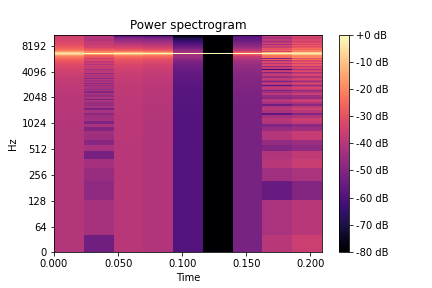 Power spectrogram
8192
4096
2048
1024
512
256
128
64
0
Hz
0.000 0.050 0.100 0.150 0.200
Time
+0 dB
-10 dB
-20 dB
-30 dB
-40 dB
-50 dB
-60 dB
-70 dB
-80 dB